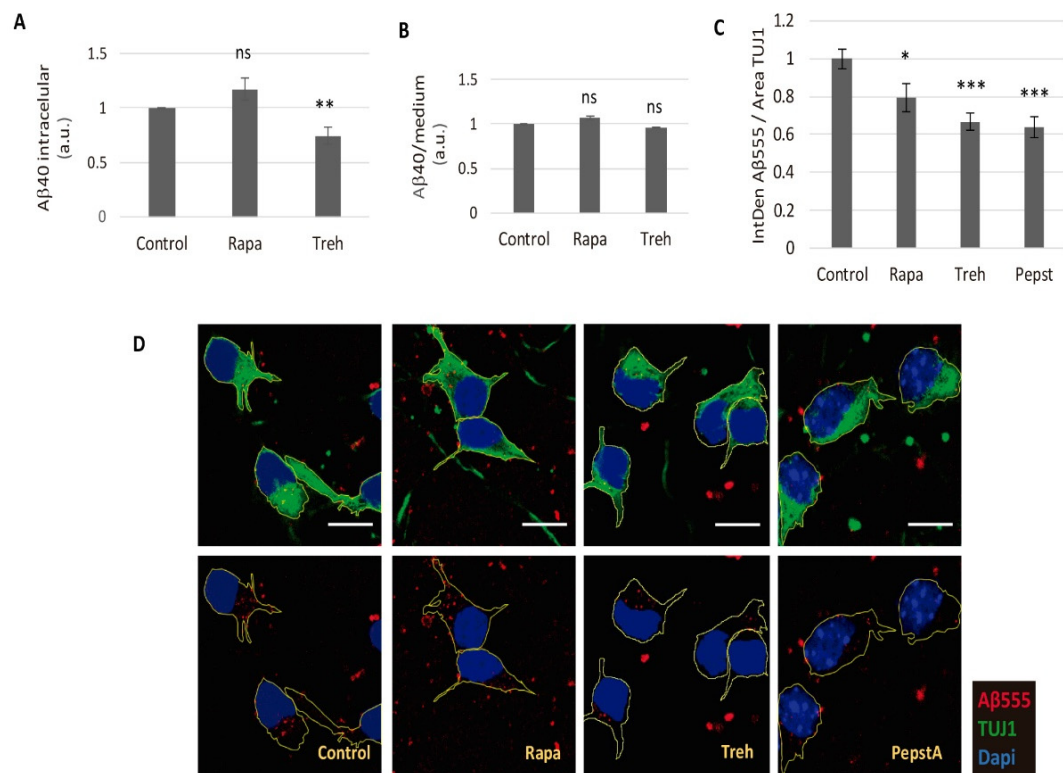 A
Aβ40 intracelular
(a.u.)
1.5
1
0.5
0
ns
**
Control Rapa Treh
B
Aβ40/medium
(a.u.)
1.5
1
0.5
0
ns ns
Control Rapa Treh
C
IntDen Aβ555 / Area TUJ1
1.2
1
0.8
0.6
0.4
0.2
0
*
***
***
Control Rapa Treh Pepst
D
Control
Rapa
Treh
PepstA
Aβ555
TUJ1
Dapi